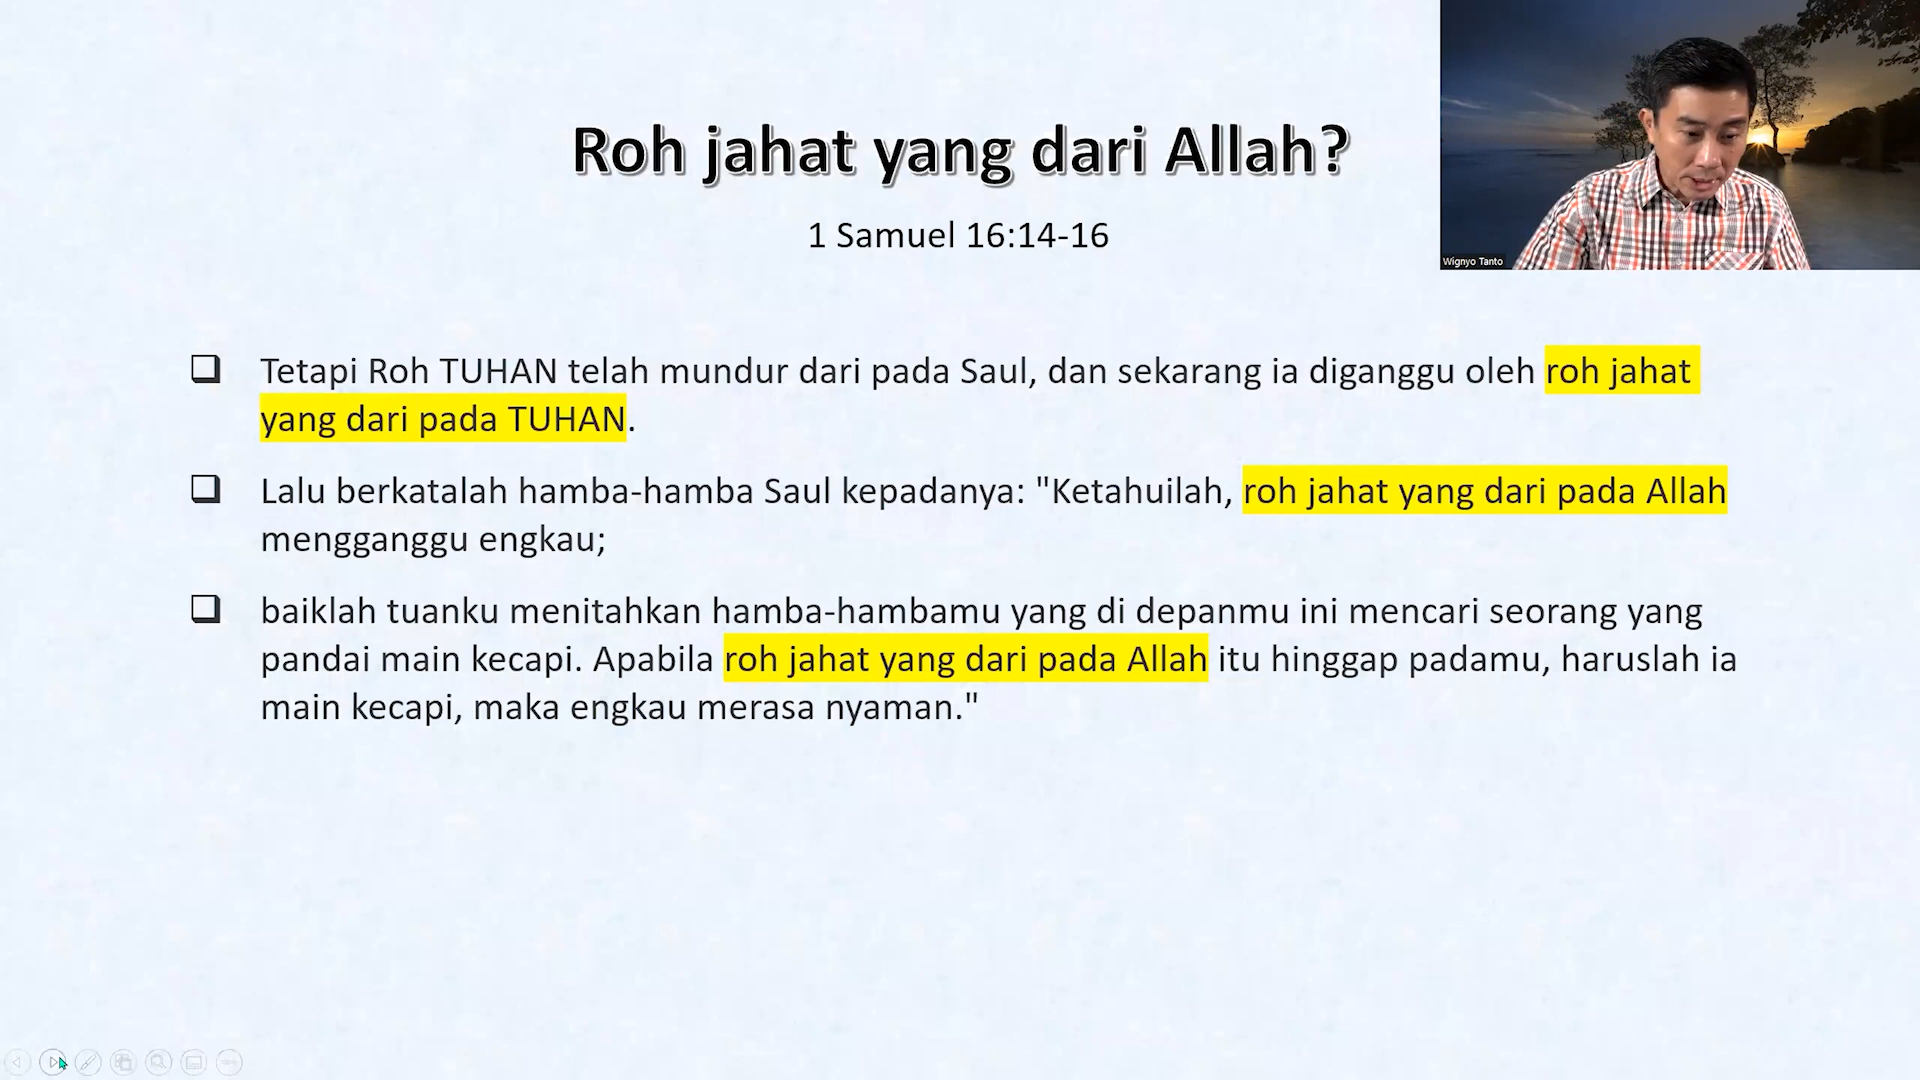 Roh jahat yang dari Allah?
1 Samuel 16:14-16
Wignyo Tanto
❑ Tetapi Roh TUHAN telah mundur dari pada Saul, dan sekarang ia diganggu oleh roh jahat
yang dari pada TUHAN.
❑ Lalu berkatalah hamba-hamba Saul kepadanya: "Ketahuilah, roh jahat yang dari pada Allah
mengganggu engkau;
❑ baiklah tuanku menitahkan hamba-hambamu yang di depanmu ini mencari seorang yang
pandai main kecapi. Apabila roh jahat yang dari pada Allah itu hinggap padamu, haruslah ia
main kecapi, maka engkau merasa nyaman."